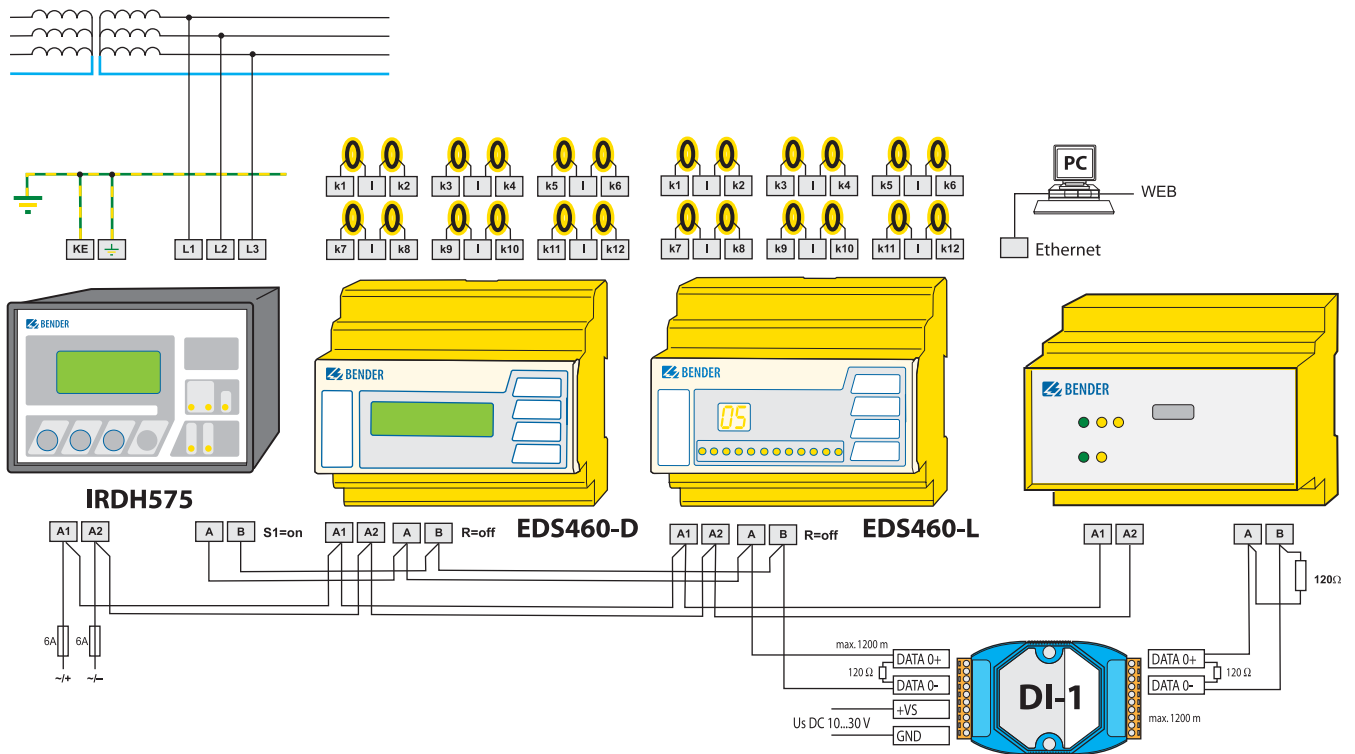 k1 I k2 k3 I k4 k5 I k6 k1 I k2 k3 I k4 k5 I k6
PC
WEB
k7 I k8 k9 I k10 k11 I k12 k7 I k8 k9 I k10 k11 I k12
Ethernet
KE L1 L2 L3
BENDER
BENDER
BENDER
05
BENDER
IRDH575
EDS460-D
EDS460-L
A1 A2 A B S1=on A1 A2 A B R=off
A1 A2 A B R=off
A1 A2 A B
120Ω
6A 6A
~/+ ~/–
max. 1200 m
DATA 0+
120 Ω
DATA 0-
+VS
Us DC 10...30 V
GND
DI-1
DATA 0+
120 Ω
DATA 0-
max. 1200 m